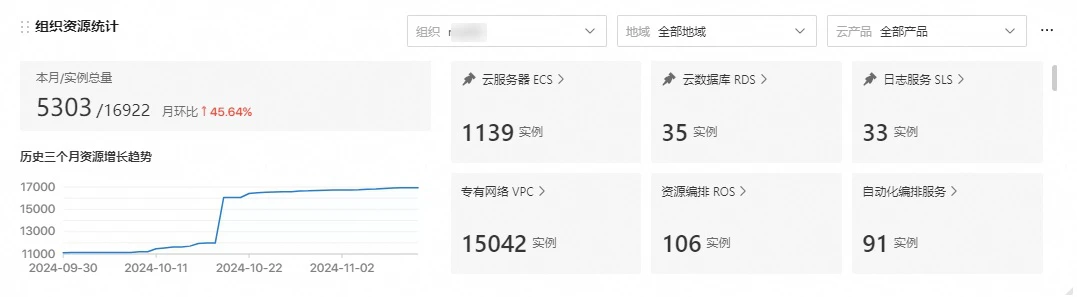 组织资源统计
组织
地域 全部地域
云产品 全部产品
本月/实例总量
5303 /16922 月环比 ↑ 45.64%
历史三个月资源增长趋势
17000
15000
13000
11000
2024-09-30 2024-10-11 2024-10-22 2024-11-02
云服务器 ECS
1139 实例
云数据库 RDS
35 实例
日志服务 SLS
33 实例
专有网络 VPC
15042 实例
资源编排 ROS
106 实例
自动化编排服务
91 实例